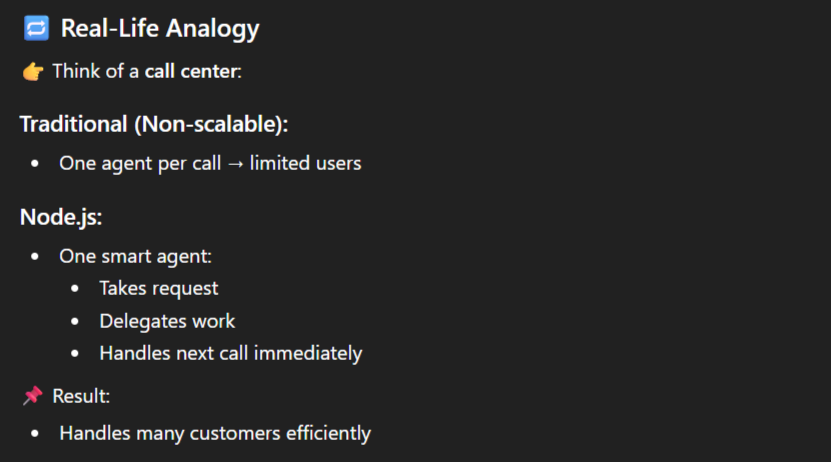 🔁 Real-Life Analogy
👉 Think of a call center:
Traditional (Non-scalable):
• One agent per call → limited users
Node.js:
• One smart agent:
• Takes request
• Delegates work
• Handles next call immediately
📌 Result:
• Handles many customers efficiently